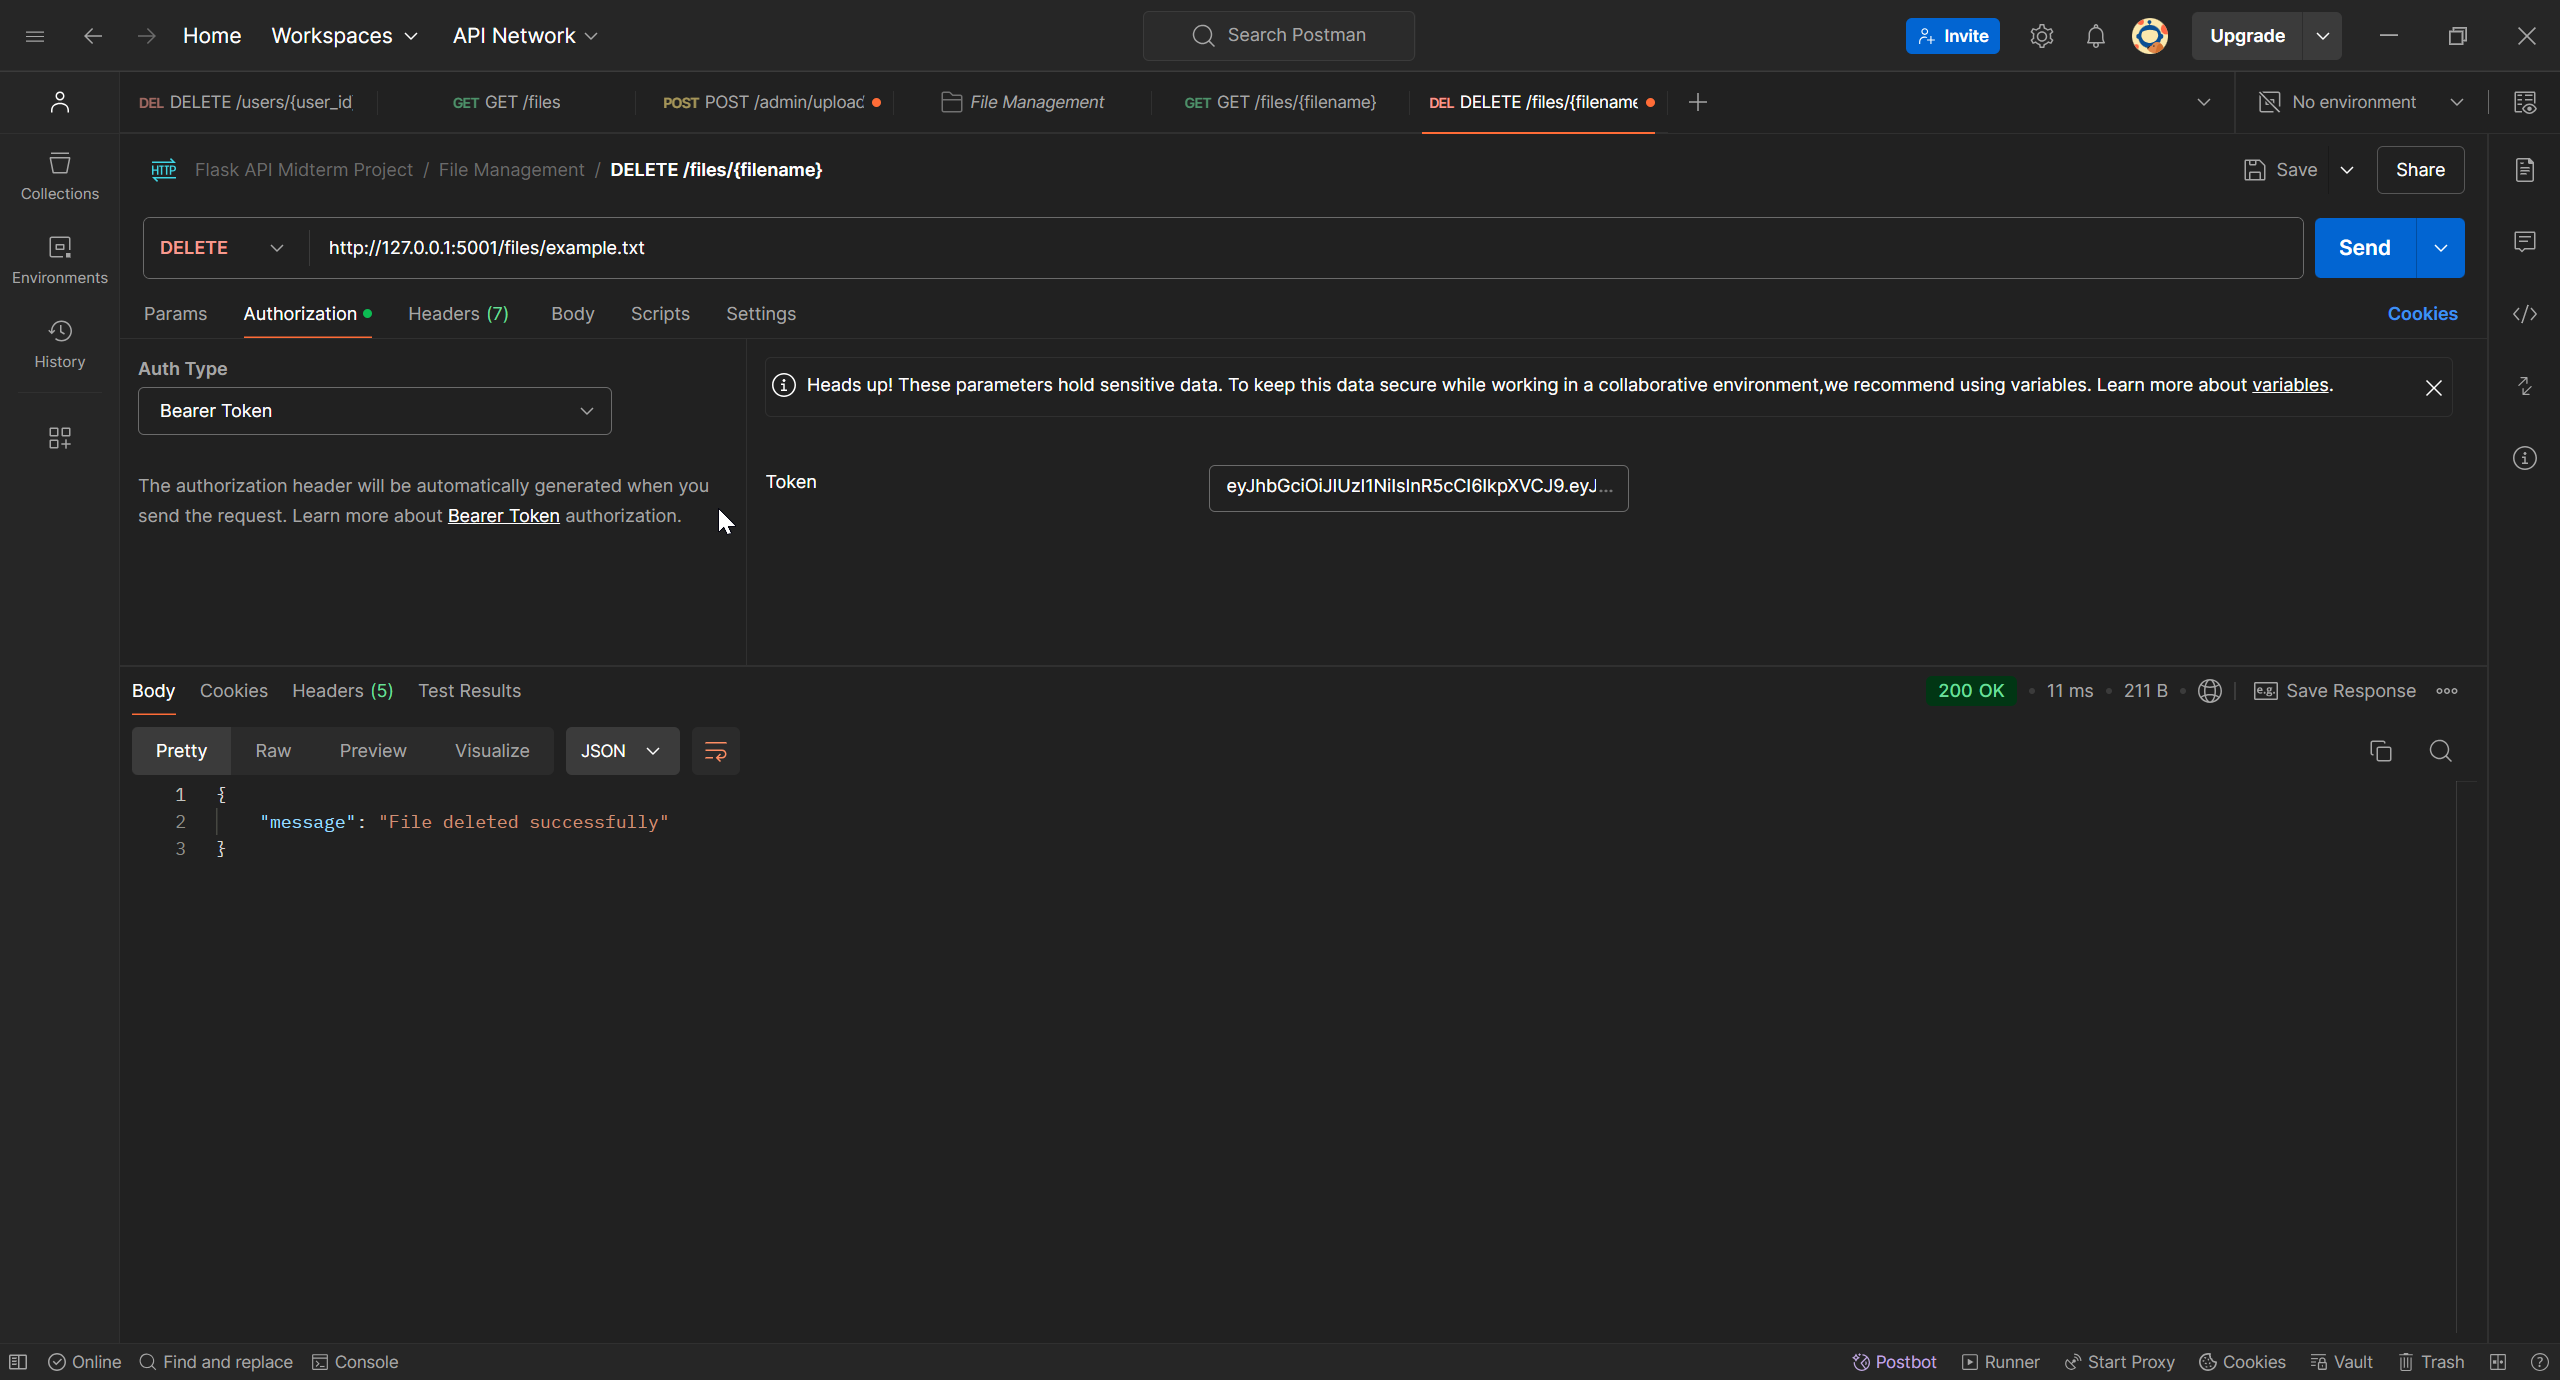 Home Workspaces API Network Search Postman Invite Upgrade
DEL DELETE /users/{user_id GET GET /files POST POST /admin/upload File Management GET GET /files/{filename} DEL DELETE /files/{filename No environment
HTTP Flask API Midterm Project / File Management / DELETE /files/{filename} Save Share
Collections
DELETE http://127.0.0.1:5001/files/example.txt Send
Environments
Params Authorization Headers (7) Body Scripts Settings Cookies
History
Auth Type
Heads up! These parameters hold sensitive data. To keep this data secure while working in a collaborative environment,we recommend using variables. Learn more about variables.
Bearer Token
Token eyJhbGciOiJIUzI1NiIsInR5cCI6IkpXVCJ9.eyJ...
The authorization header will be automatically generated when you
send the request. Learn more about Bearer Token authorization.
Body Cookies Headers (5) Test Results 200 OK • 11 ms • 211 B • e.g. Save Response
Pretty Raw Preview Visualize JSON
1 {
2 "message": "File deleted successfully"
3 }
Online Find and replace Console Postbot Runner Start Proxy Cookies Vault Trash